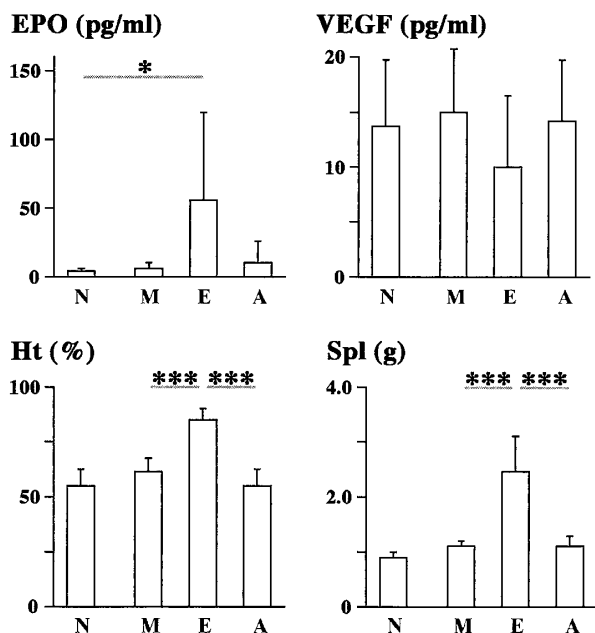 EPO (pg/ml)
150
100
50
0
*
N M E A
VEGF (pg/ml)
20
10
0
N M E A
Ht (%)
100
50
0
*** ***
N M E A
Spl (g)
4.0
2.0
0.0
*** ***
N M E A